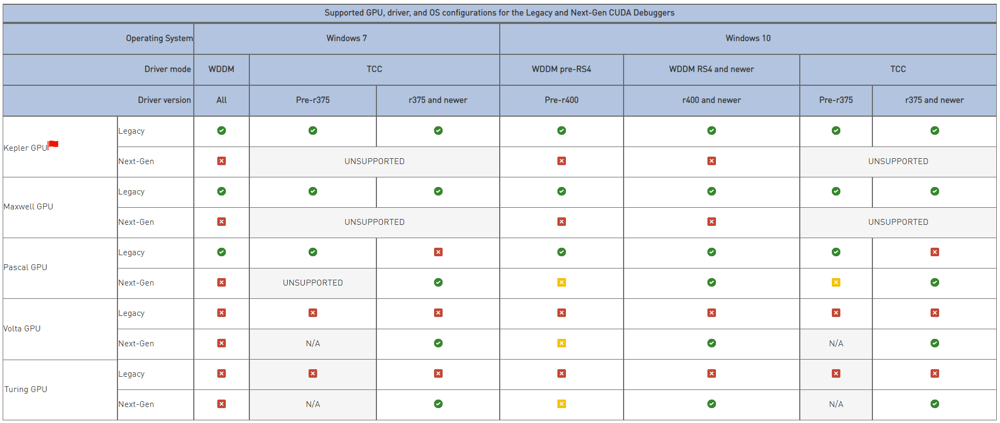 Supported GPU, driver, and OS configurations for the Legacy and Next-Gen CUDA Debuggers
Operating System Windows 7 Windows 10
Driver mode WDDM TCC WDDM pre-RS4 WDDM RS4 and newer TCC
Driver version All Pre-r375 r375 and newer Pre-r400 r400 and newer Pre-r375 r375 and newer
Legacy
Kepler GPU
Next-Gen UNSUPPORTED UNSUPPORTED
Legacy
Maxwell GPU
Next-Gen UNSUPPORTED UNSUPPORTED
Legacy
Pascal GPU
Next-Gen UNSUPPORTED
Legacy
Volta GPU
Next-Gen N/A N/A
Legacy
Turing GPU
Next-Gen N/A N/A